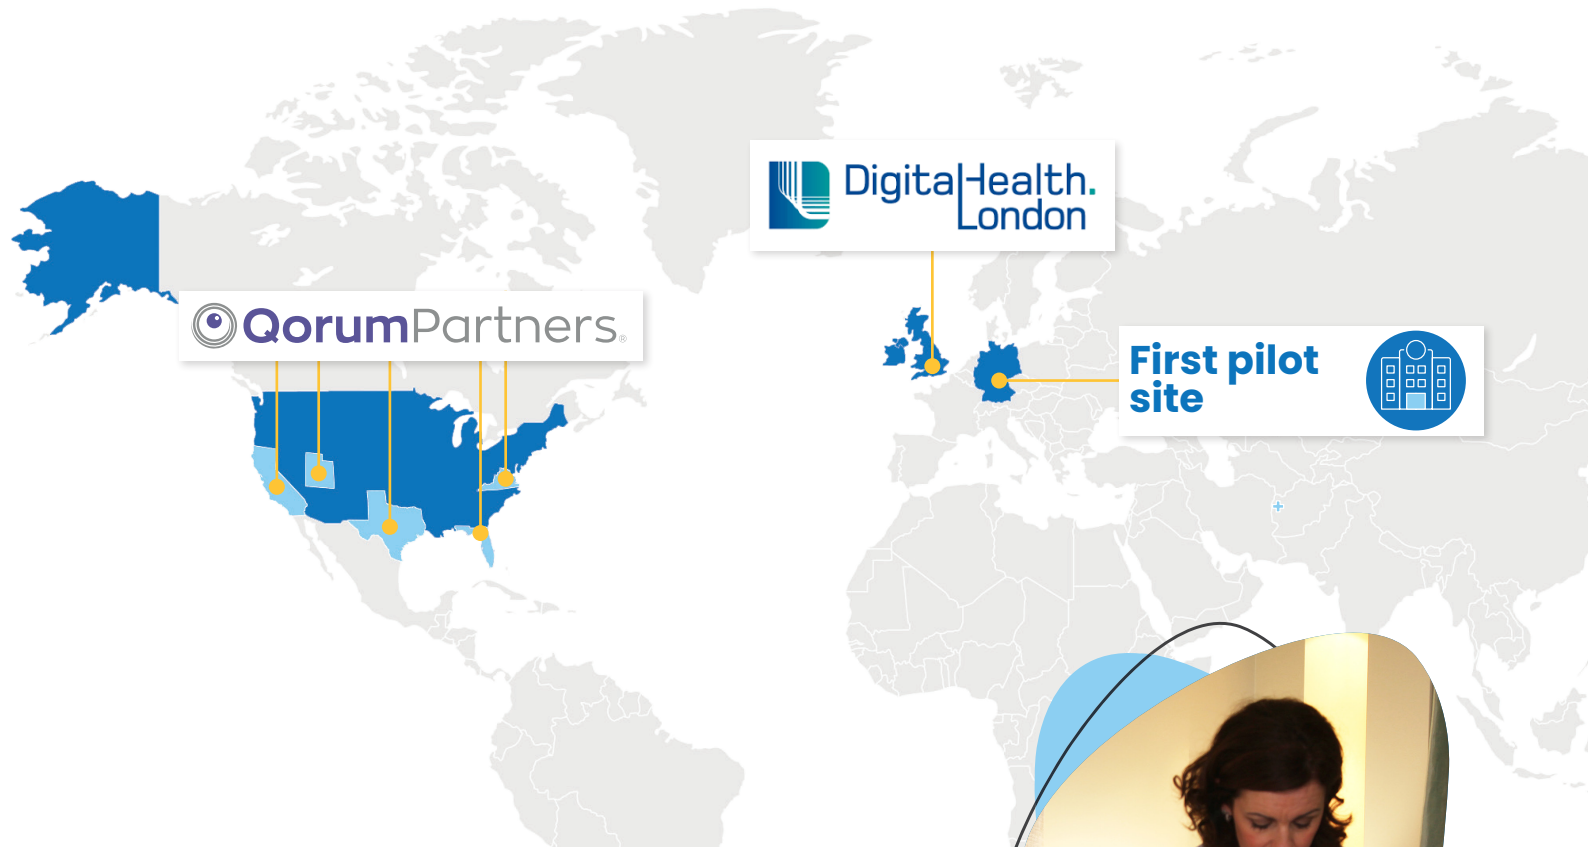 DigitalHealth.
London
QorumPartners®
First pilot
site